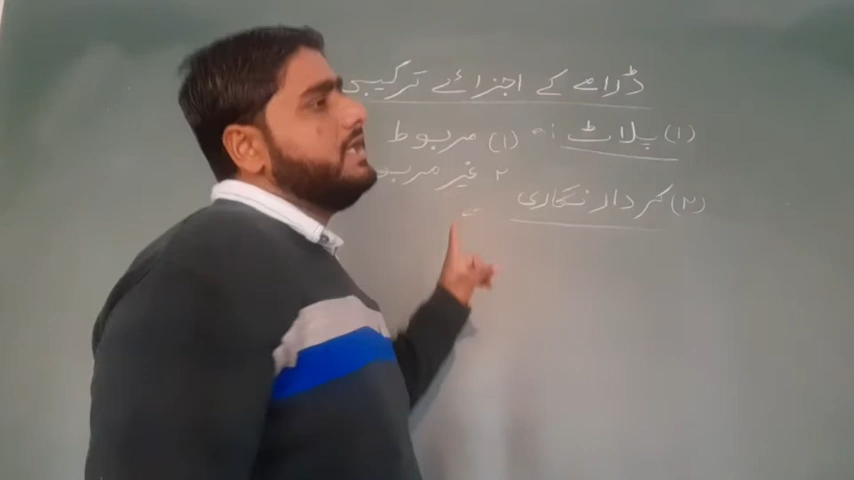 ڈرامے کے اجزائے ترکیبی
(۱) پلاٹ :- (۱) مربوط
۲ غیر مربو
(۲) کردار نگاری